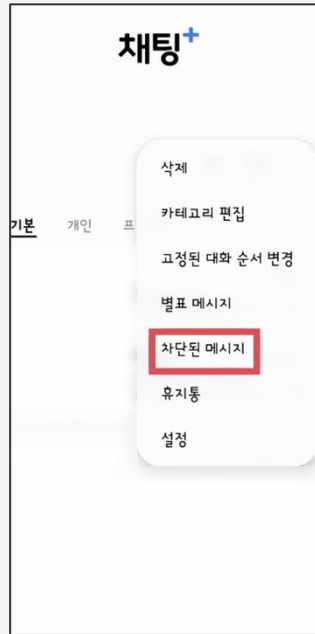 채팅+
기본 개인 프
삭제
카테고리 편집
고정된 대화 순서 변경
별표 메시지
차단된 메시지
휴지통
설정